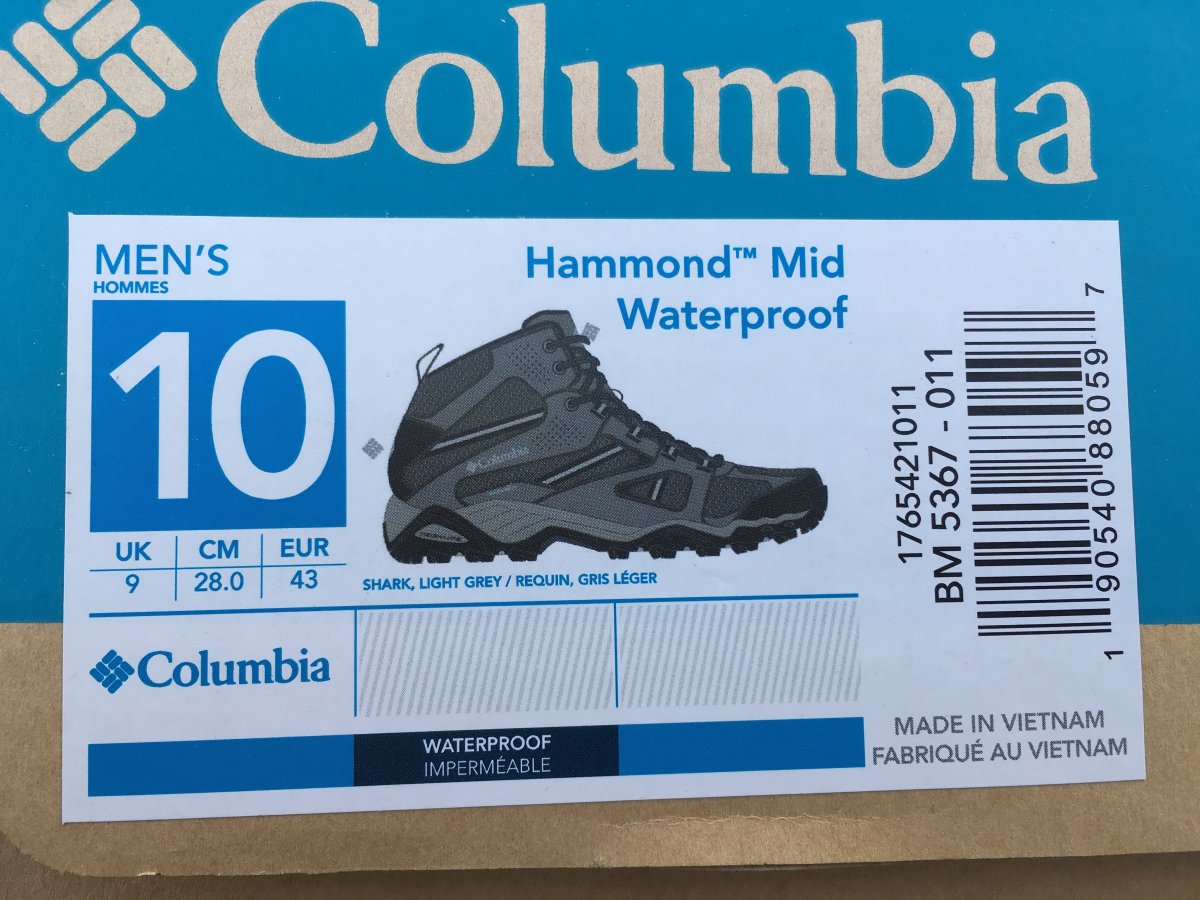 Columbia
MEN'S
HOMMES
10
UK CM EUR
9 28.0 43
Hammond™ Mid
Waterproof
Columbia
SHARK, LIGHT GREY / REQUIN, GRIS LÉGER
1765421011
BM 5367 - 011
1 90540 88059 7
Columbia
WATERPROOF
IMPERMÉABLE
MADE IN VIETNAM
FABRIQUÉ AU VIETNAM